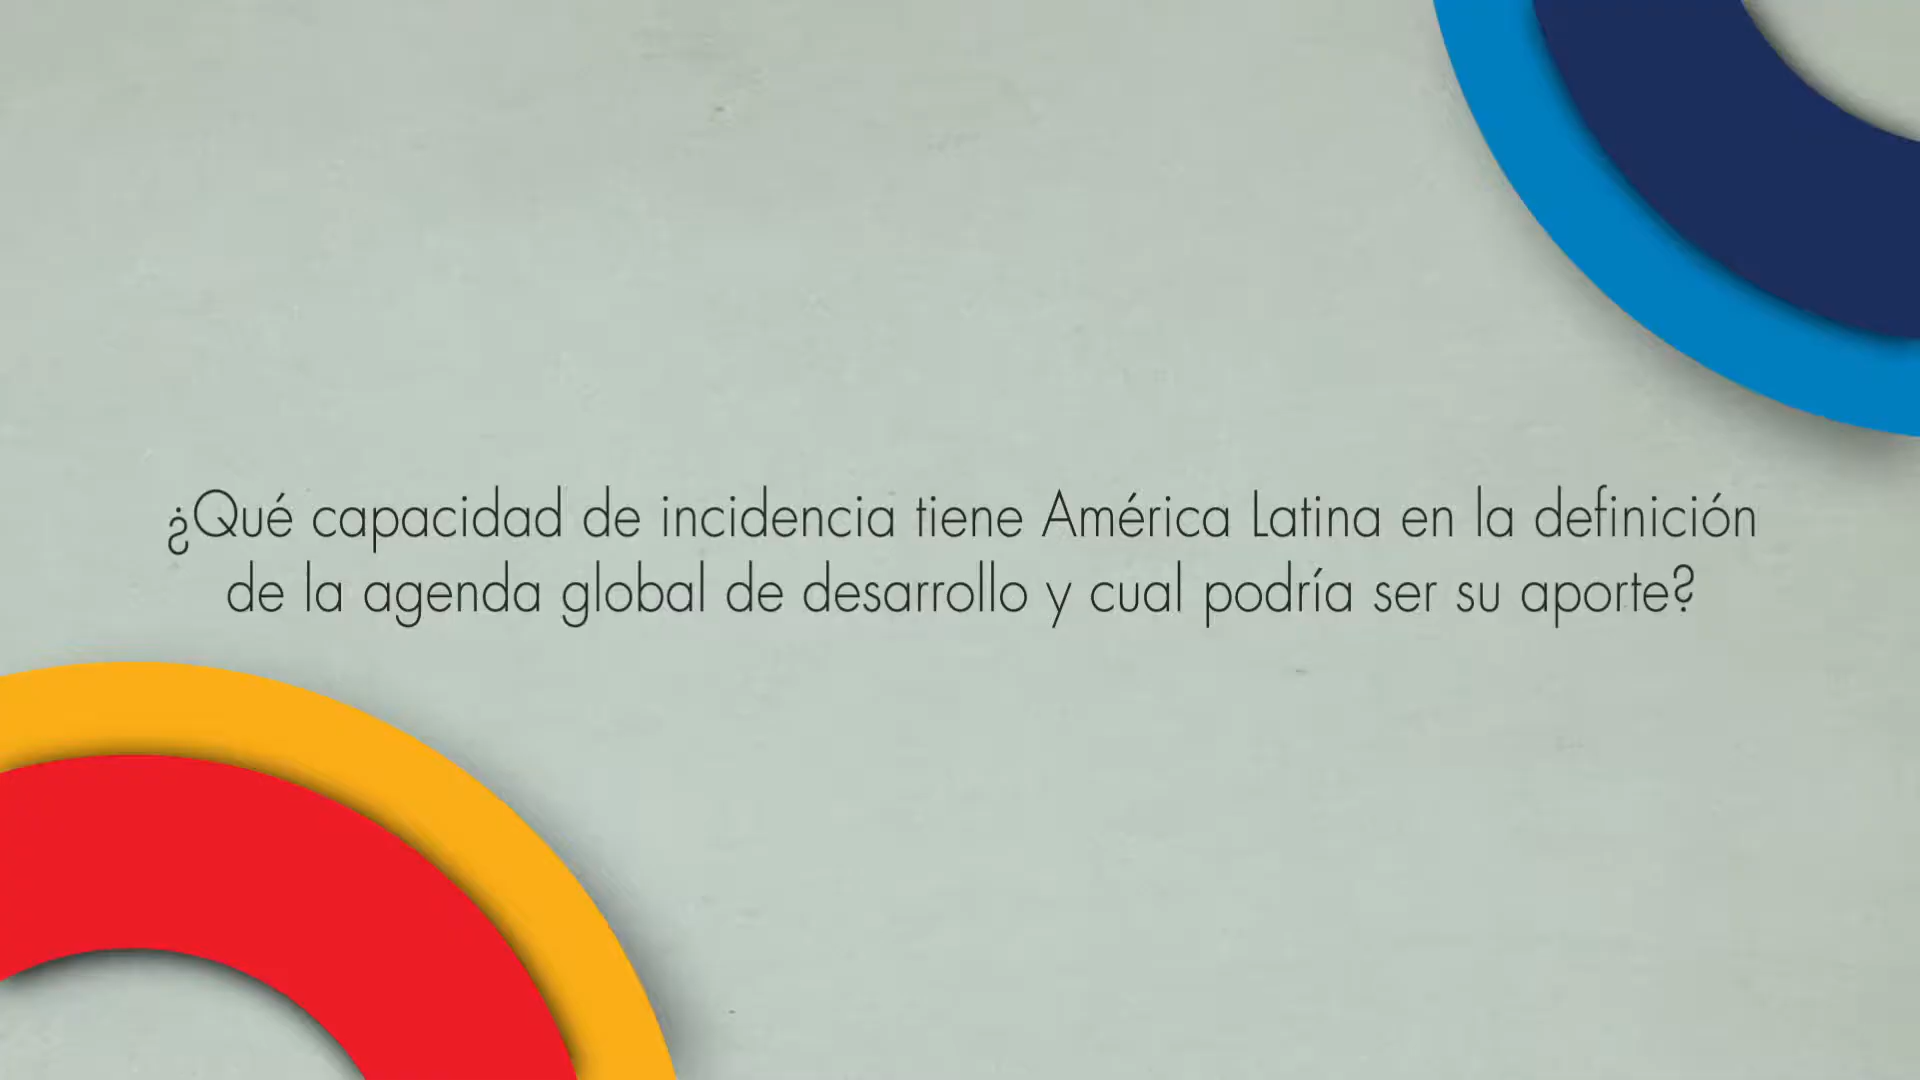 ¿Qué capacidad de incidencia tiene América Latina en la definición
de la agenda global de desarrollo y cual podría ser su aporte?